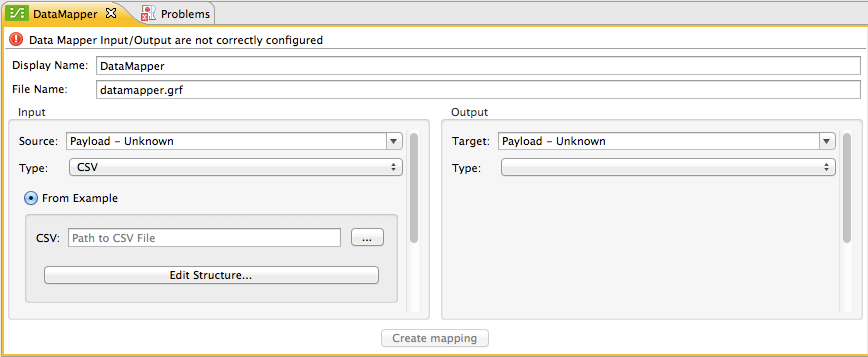 DataMapper Problems
Data Mapper Input/Output are not correctly configured
Display Name: DataMapper
File Name: datamapper.grf
Input Output
Source: Payload – Unknown Target: Payload – Unknown
Type: CSV Type:
From Example
CSV: Path to CSV File ...
Edit Structure...
Create mapping